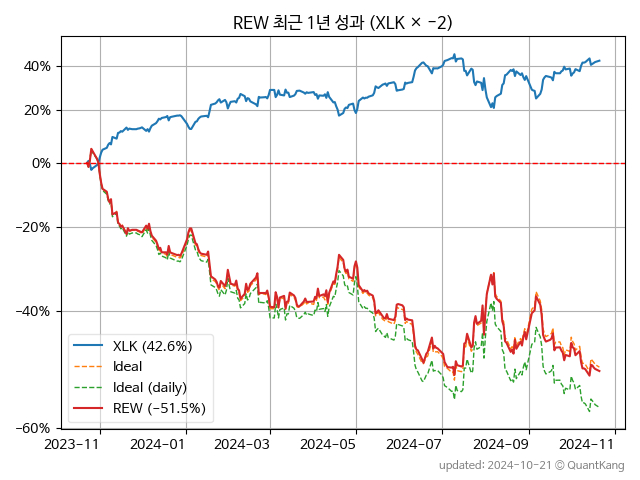 REW 최근 1년 성과 (XLK × -2)
40%
20%
0%
-20%
-40%
-60%
XLK (42.6%)
Ideal
Ideal (daily)
REW (-51.5%)
2023-11
2024-01
2024-03
2024-05
2024-07
2024-09
2024-11
updated: 2024-10-21 © QuantKang